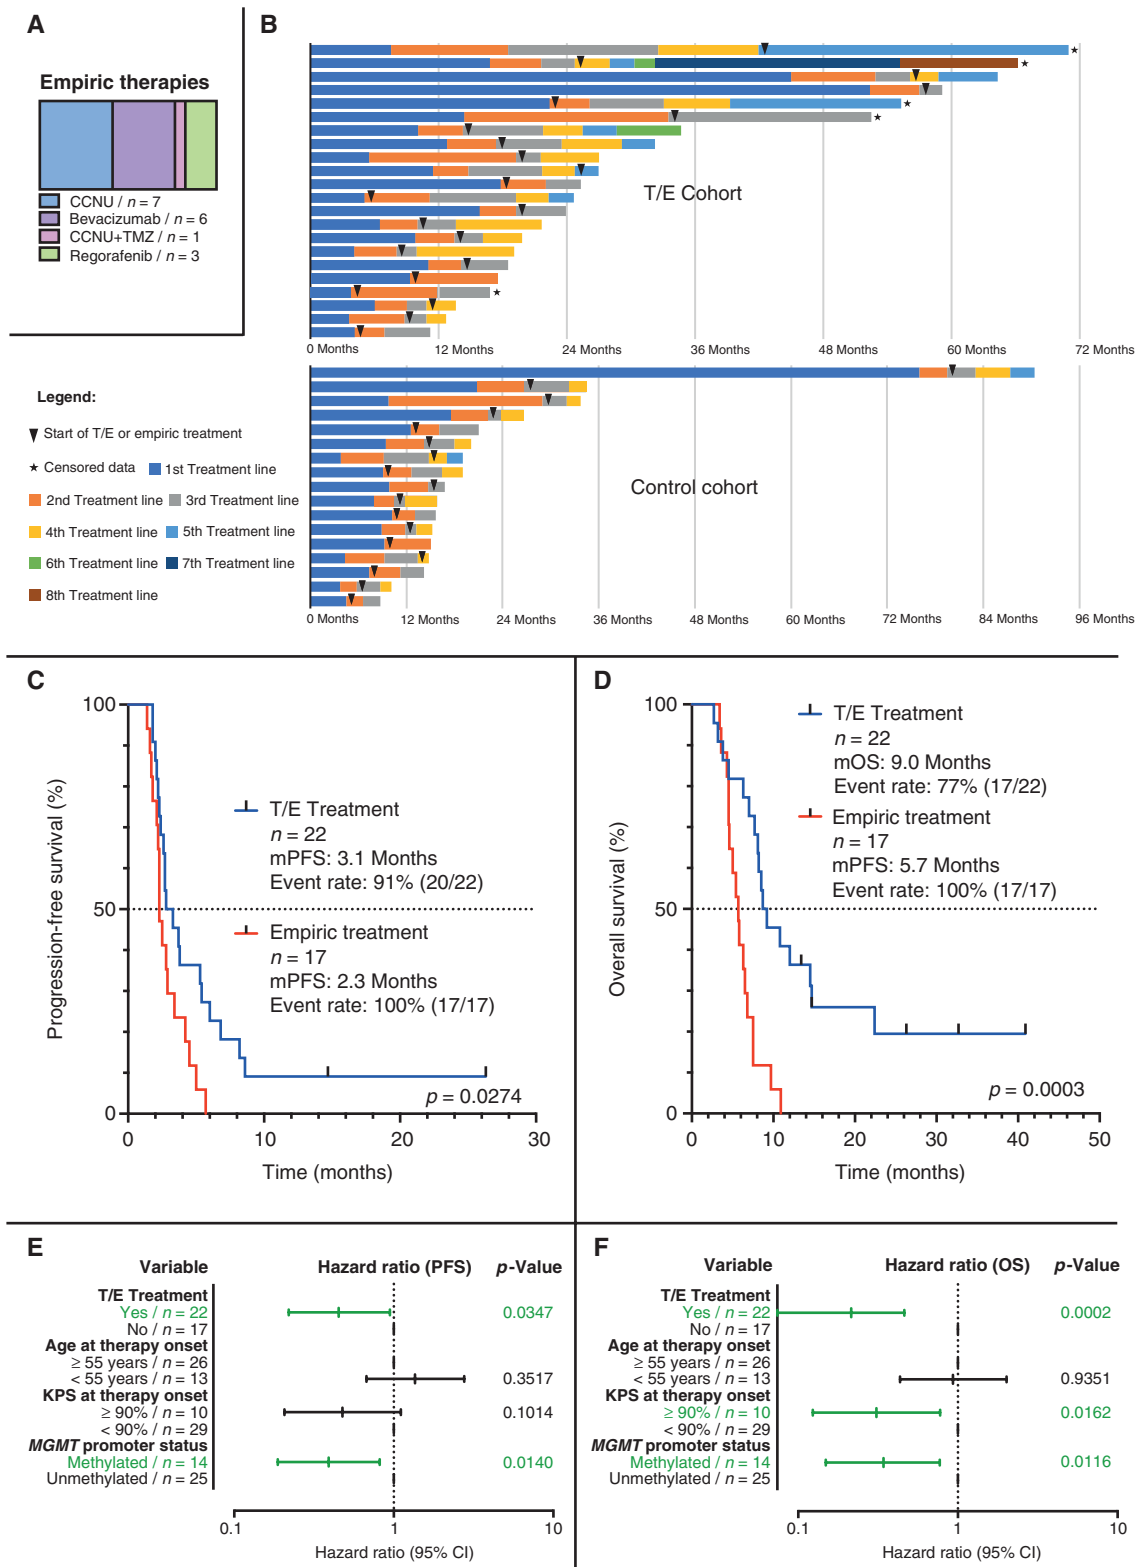 A
Empiric therapies
CCNU / n = 7
Bevacizumab / n = 6
CCNU+TMZ / n = 1
Regorafenib / n = 3
B
T/E Cohort
0 Months 12 Months 24 Months 36 Months 48 Months 60 Months 72 Months
Control cohort
0 Months 12 Months 24 Months 36 Months 48 Months 60 Months 72 Months 84 Months 96 Months
Legend:
Start of T/E or empiric treatment
Censored data 1st Treatment line
2nd Treatment line 3rd Treatment line
4th Treatment line 5th Treatment line
6th Treatment line 7th Treatment line
8th Treatment line
C
Progression-free survival (%)
100
50
0
T/E Treatment
n = 22
mPFS: 3.1 Months
Event rate: 91% (20/22)
Empiric treatment
n = 17
mPFS: 2.3 Months
Event rate: 100% (17/17)
p = 0.0274
0 10 20 30
Time (months)
D
Overall survival (%)
100
50
0
T/E Treatment
n = 22
mOS: 9.0 Months
Event rate: 77% (17/22)
Empiric treatment
n = 17
mPFS: 5.7 Months
Event rate: 100% (17/17)
p = 0.0003
0 10 20 30 40 50
Time (months)
E
Variable Hazard ratio (PFS) p-Value
T/E Treatment
Yes / n = 22 0.0347
No / n = 17
Age at therapy onset
≥ 55 years / n = 26
< 55 years / n = 13 0.3517
KPS at therapy onset
≥ 90% / n = 10 0.1014
< 90% / n = 29
MGMT promoter status
Methylated / n = 14 0.0140
Unmethylated / n = 25
0.1 1 10
Hazard ratio (95% CI)
F
Variable Hazard ratio (OS) p-Value
T/E Treatment
Yes / n = 22 0.0002
No / n = 17
Age at therapy onset
≥ 55 years / n = 26
< 55 years / n = 13 0.9351
KPS at therapy onset
≥ 90% / n = 10 0.0162
< 90% / n = 29
MGMT promoter status
Methylated / n = 14 0.0116
Unmethylated / n = 25
0.1 1 10
Hazard ratio (95% CI)